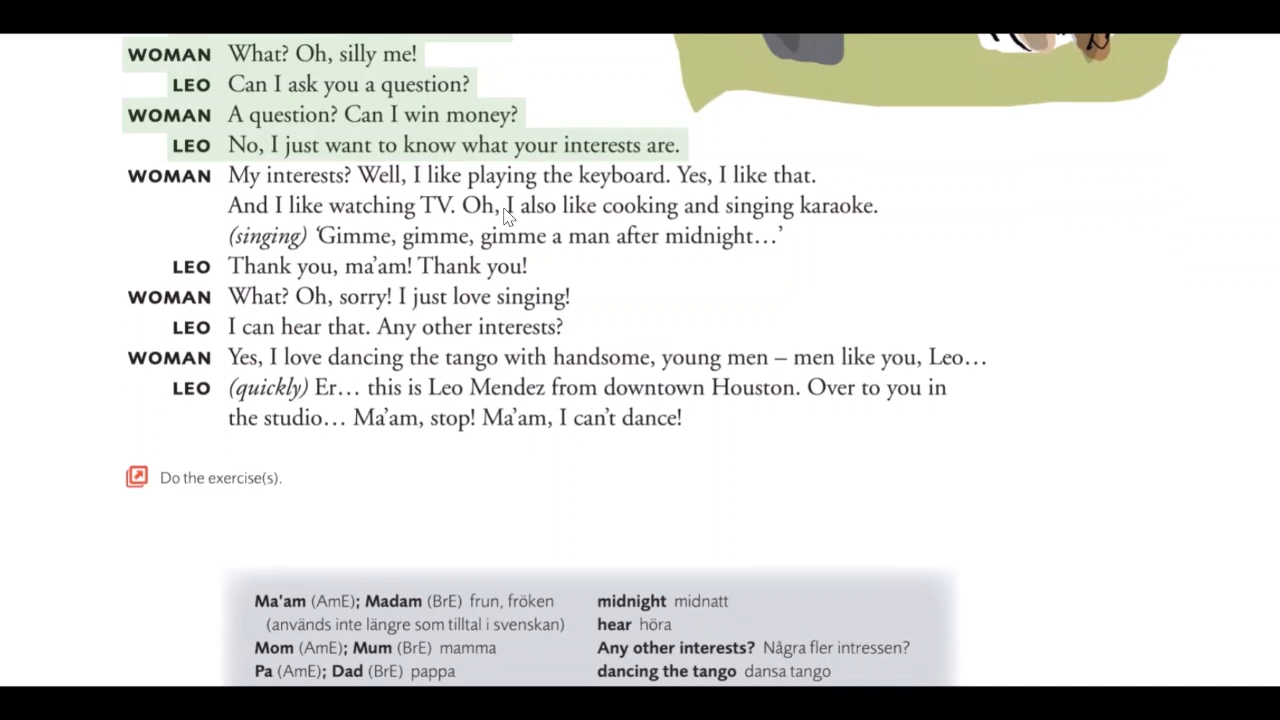 WOMAN What? Oh, silly me!
LEO Can I ask you a question?
WOMAN A question? Can I win money?
LEO No, I just want to know what your interests are.
WOMAN My interests? Well, I like playing the keyboard. Yes, I like that.
And I like watching TV. Oh, I also like cooking and singing karaoke.
(singing) ‘Gimme, gimme, gimme a man after midnight…’
LEO Thank you, ma’am! Thank you!
WOMAN What? Oh, sorry! I just love singing!
LEO I can hear that. Any other interests?
WOMAN Yes, I love dancing the tango with handsome, young men – men like you, Leo…
LEO (quickly) Er… this is Leo Mendez from downtown Houston. Over to you in
the studio… Ma’am, stop! Ma’am, I can’t dance!
Do the exercise(s).
Ma’am (AmE); Madam (BrE) frun, fröken
(används inte längre som tilltal i svenskan)
Mom (AmE); Mum (BrE) mamma
Pa (AmE); Dad (BrE) pappa
midnight midnatt
hear höra
Any other interests? Några fler intressen?
dancing the tango dansa tango